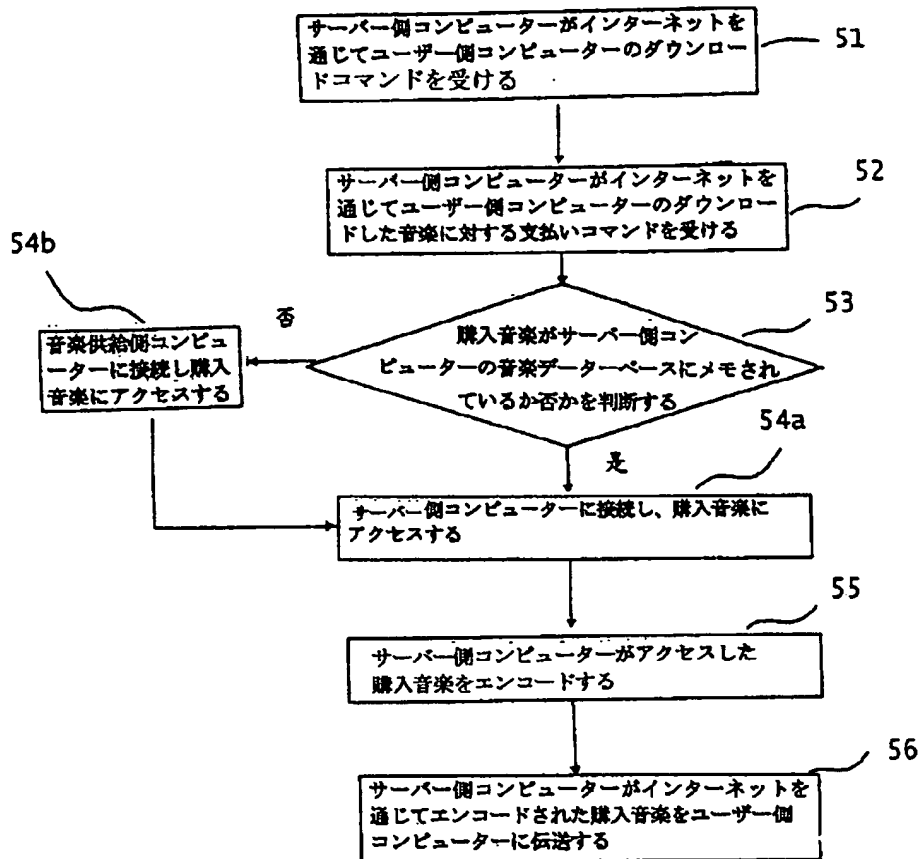 サーバー側コンピューターがインターネットを
通じてユーザー側コンピューターのダウンロー
ドコマンドを受ける
51
サーバー側コンピューターがインターネットを
通じてユーザー側コンピューターのダウンロー
ドした音楽に対する支払いコマンドを受ける
52
購入音楽がサーバー側コン
ピューターの音楽データーベースにメモされ
ているか否かを判断する
53
否
54b
音楽供給側コンピュ
ーターに接続し購入
音楽にアクセスする
是
54a
サーバー側コンピューターに接続し、購入音楽に
アクセスする
55
サーバー側コンピューターがアクセスした
購入音楽をエンコードする
56
サーバー側コンピューターがインターネットを
通じてエンコードされた購入音楽をユーザー側
コンピューターに伝送する